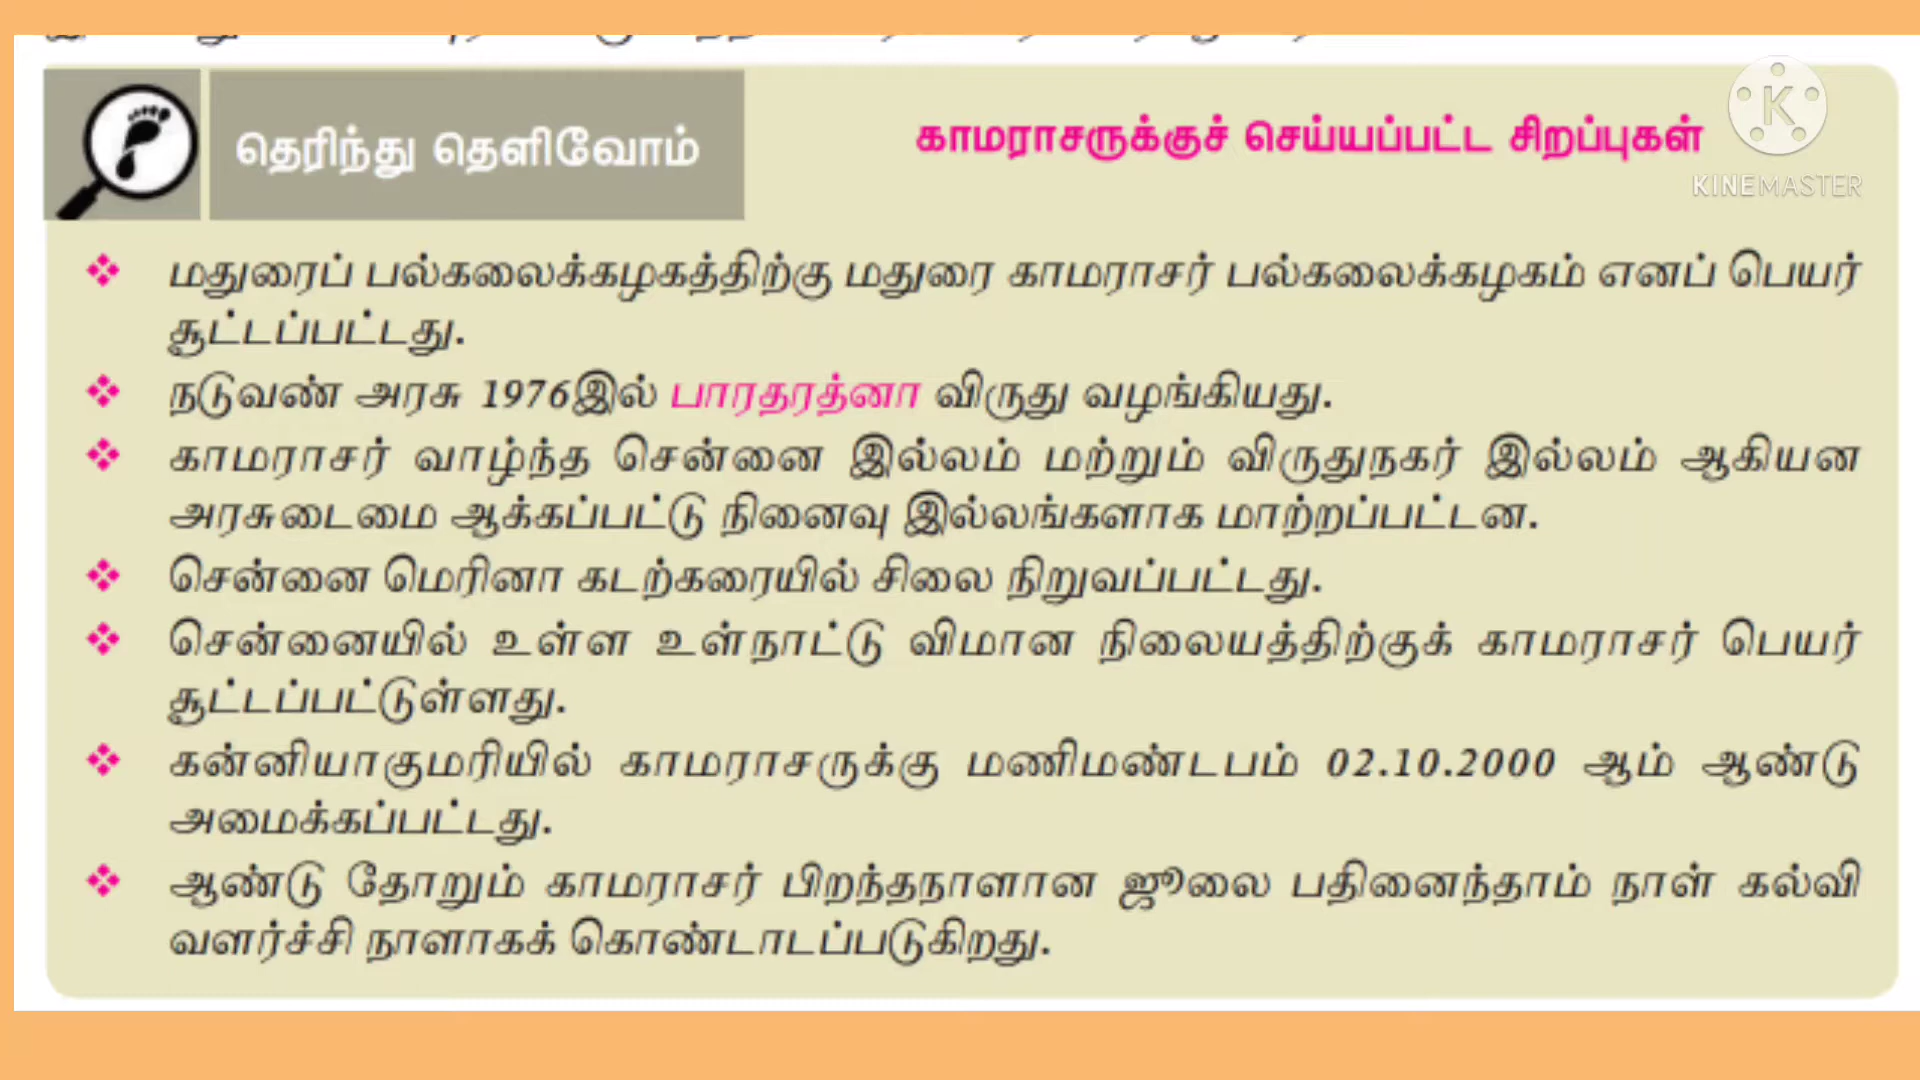 தெரிந்து தெளிவோம்
காமராசருக்குச் செய்யப்பட்ட சிறப்புகள்
KINEMASTER
❖ மதுரைப் பல்கலைக்கழகத்திற்கு மதுரை காமராசர் பல்கலைக்கழகம் எனப் பெயர்
சூட்டப்பட்டது.
❖ நடுவண் அரசு 1976இல் பாரதரத்னா விருது வழங்கியது.
❖ காமராசர் வாழ்ந்த சென்னை இல்லம் மற்றும் விருதுநகர் இல்லம் ஆகியன
அரசுடைமை ஆக்கப்பட்டு நினைவு இல்லங்களாக மாற்றப்பட்டன.
❖ சென்னை மெரினா கடற்கரையில் சிலை நிறுவப்பட்டது.
❖ சென்னையில் உள்ள உள்நாட்டு விமான நிலையத்திற்குக் காமராசர் பெயர்
சூட்டப்பட்டுள்ளது.
❖ கன்னியாகுமரியில் காமராசருக்கு மணிமண்டபம் 02.10.2000 ஆம் ஆண்டு
அமைக்கப்பட்டது.
❖ ஆண்டு தோறும் காமராசர் பிறந்தநாளான ஜூலை பதினைந்தாம் நாள் கல்வி
வளர்ச்சி நாளாகக் கொண்டாடப்படுகிறது.